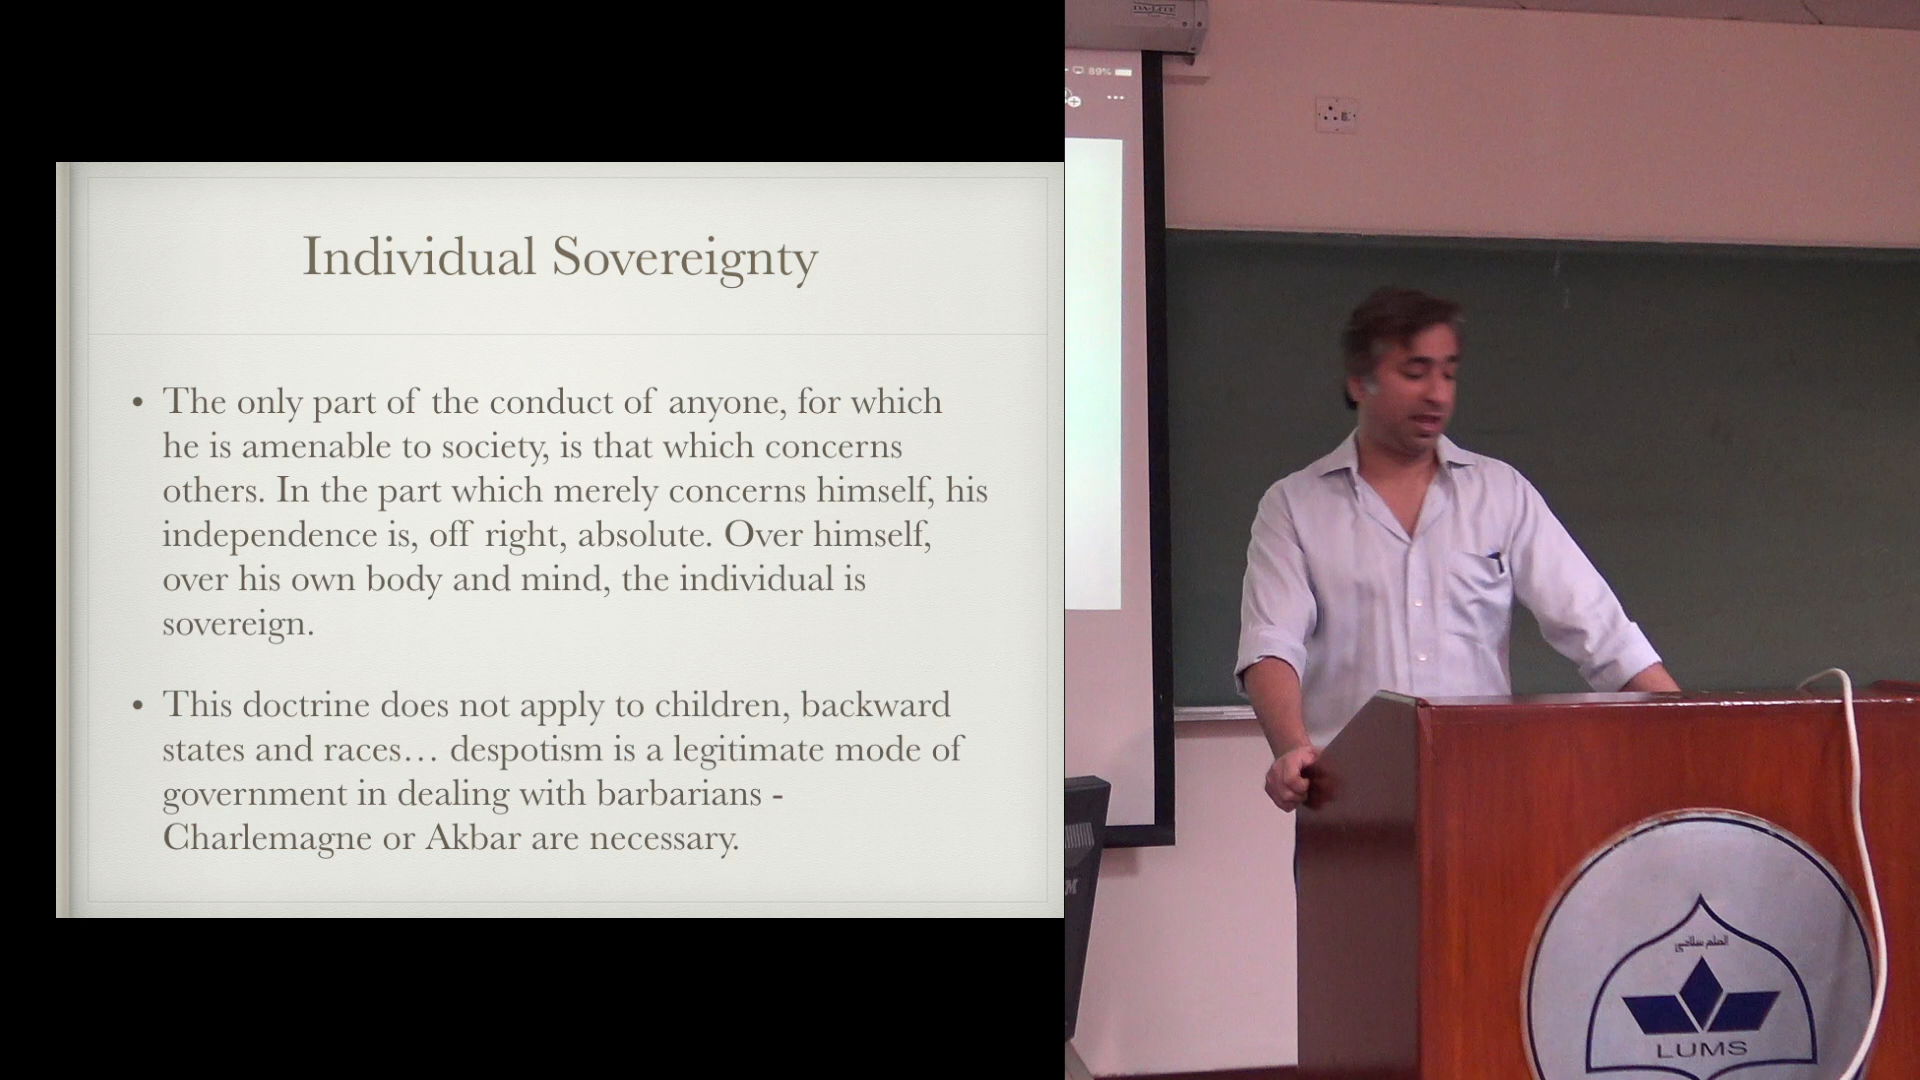 Individual Sovereignty
• The only part of the conduct of anyone, for which
he is amenable to society, is that which concerns
others. In the part which merely concerns himself, his
independence is, off right, absolute. Over himself,
over his own body and mind, the individual is
sovereign.
• This doctrine does not apply to children, backward
states and races… despotism is a legitimate mode of
government in dealing with barbarians -
Charlemagne or Akbar are necessary.
DA-LITE
89%
LUMS